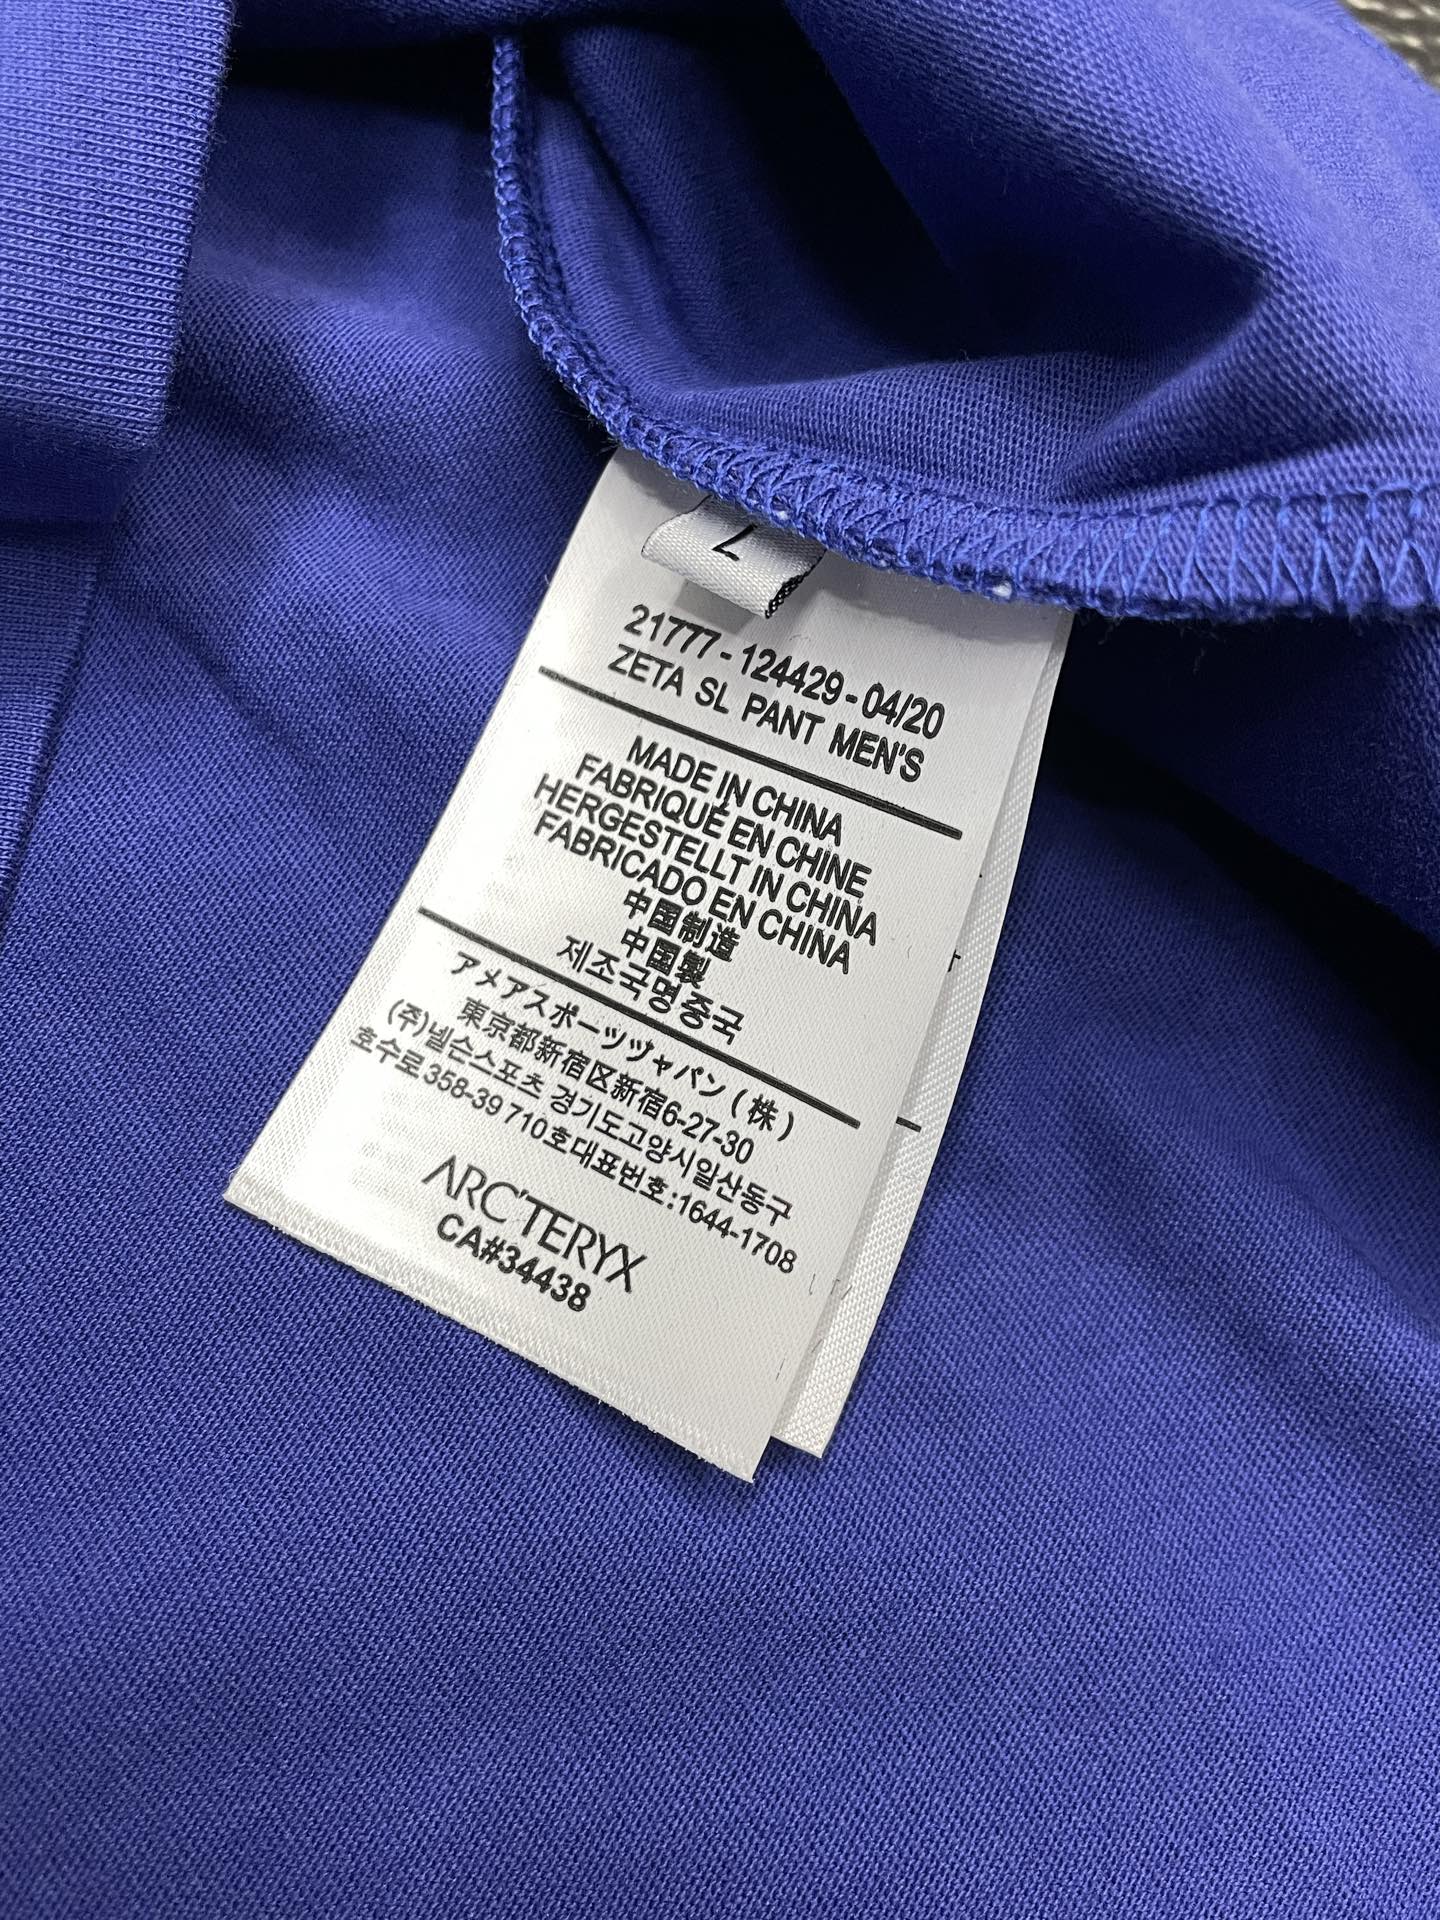 L
21777-124429-04/20
ZETA SL PANT MEN'S
MADE IN CHINA
FABRIQUÉ EN CHINE
HERGESTELLT IN CHINA
FABRICADO EN CHINA
中国制造
中国製
제조국명중국
アメアスポーツヅャパン(株)
東京都新宿区新宿6-27-30
(주)넬슨스포츠 경기도고양시일산동구
호수로358-39 710호대표번호:1644-1708
ARC'TERYX
CA#34438